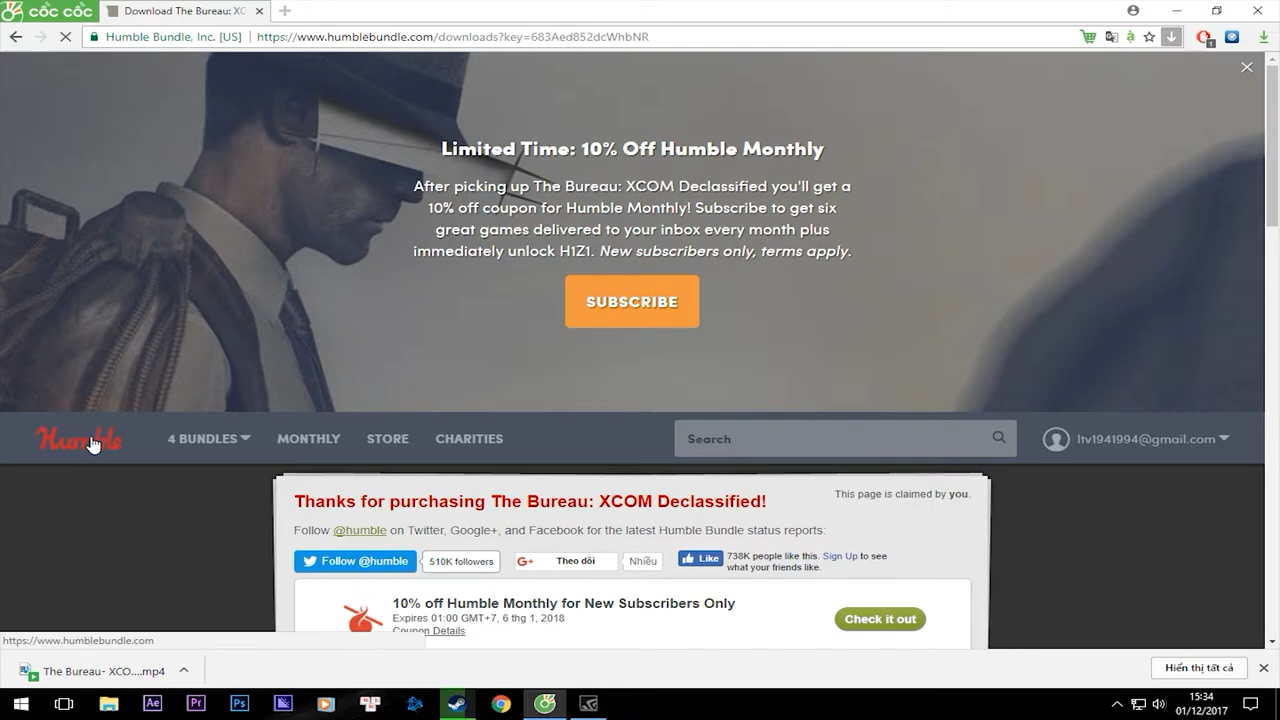 cốc cốc
Download The Bureau: XC
Humble Bundle, Inc. [US]
https://www.humblebundle.com/downloads?key=683Aed852dcWhbNR
Limited Time: 10% Off Humble Monthly
After picking up The Bureau: XCOM Declassified you'll get a
10% off coupon for Humble Monthly! Subscribe to get six
great games delivered to your inbox every month plus
immediately unlock H1Z1. New subscribers only, terms apply.
SUBSCRIBE
Humble
4 BUNDLES
MONTHLY
STORE
CHARITIES
Search
ltv1941994@gmail.com
Thanks for purchasing The Bureau: XCOM Declassified!
This page is claimed by you.
Follow @humble on Twitter, Google+, and Facebook for the latest Humble Bundle status reports:
Follow @humble
510K followers
G+
Theo dõi
Nhiều
Like
738K people like this. Sign Up to see
what your friends like.
10% off Humble Monthly for New Subscribers Only
Expires 01:00 GMT+7, 6 thg 1, 2018
Coupon Details
Check it out
https://www.humblebundle.com
The Bureau- XCO....mp4
Hiển thị tất cả
Ae
Pr
Ps
15:34
01/12/2017